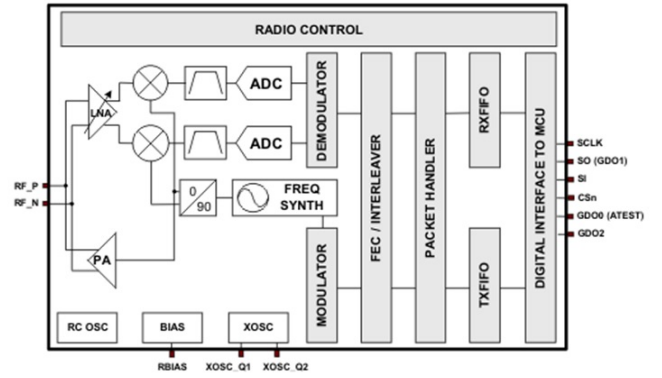 RADIO CONTROL
LNA
ADC
ADC
DEMODULATOR
FEC / INTERLEAVER
PACKET HANDLER
RXFIFO
DIGITAL INTERFACE TO MCU
SCLK
SO (GDO1)
SI
CSn
GDO0 (ATEST)
GDO2
RF_P
RF_N
0
90
FREQ
SYNTH
PA
MODULATOR
TXFIFO
RC OSC
BIAS
XOSC
RBIAS
XOSC_Q1
XOSC_Q2